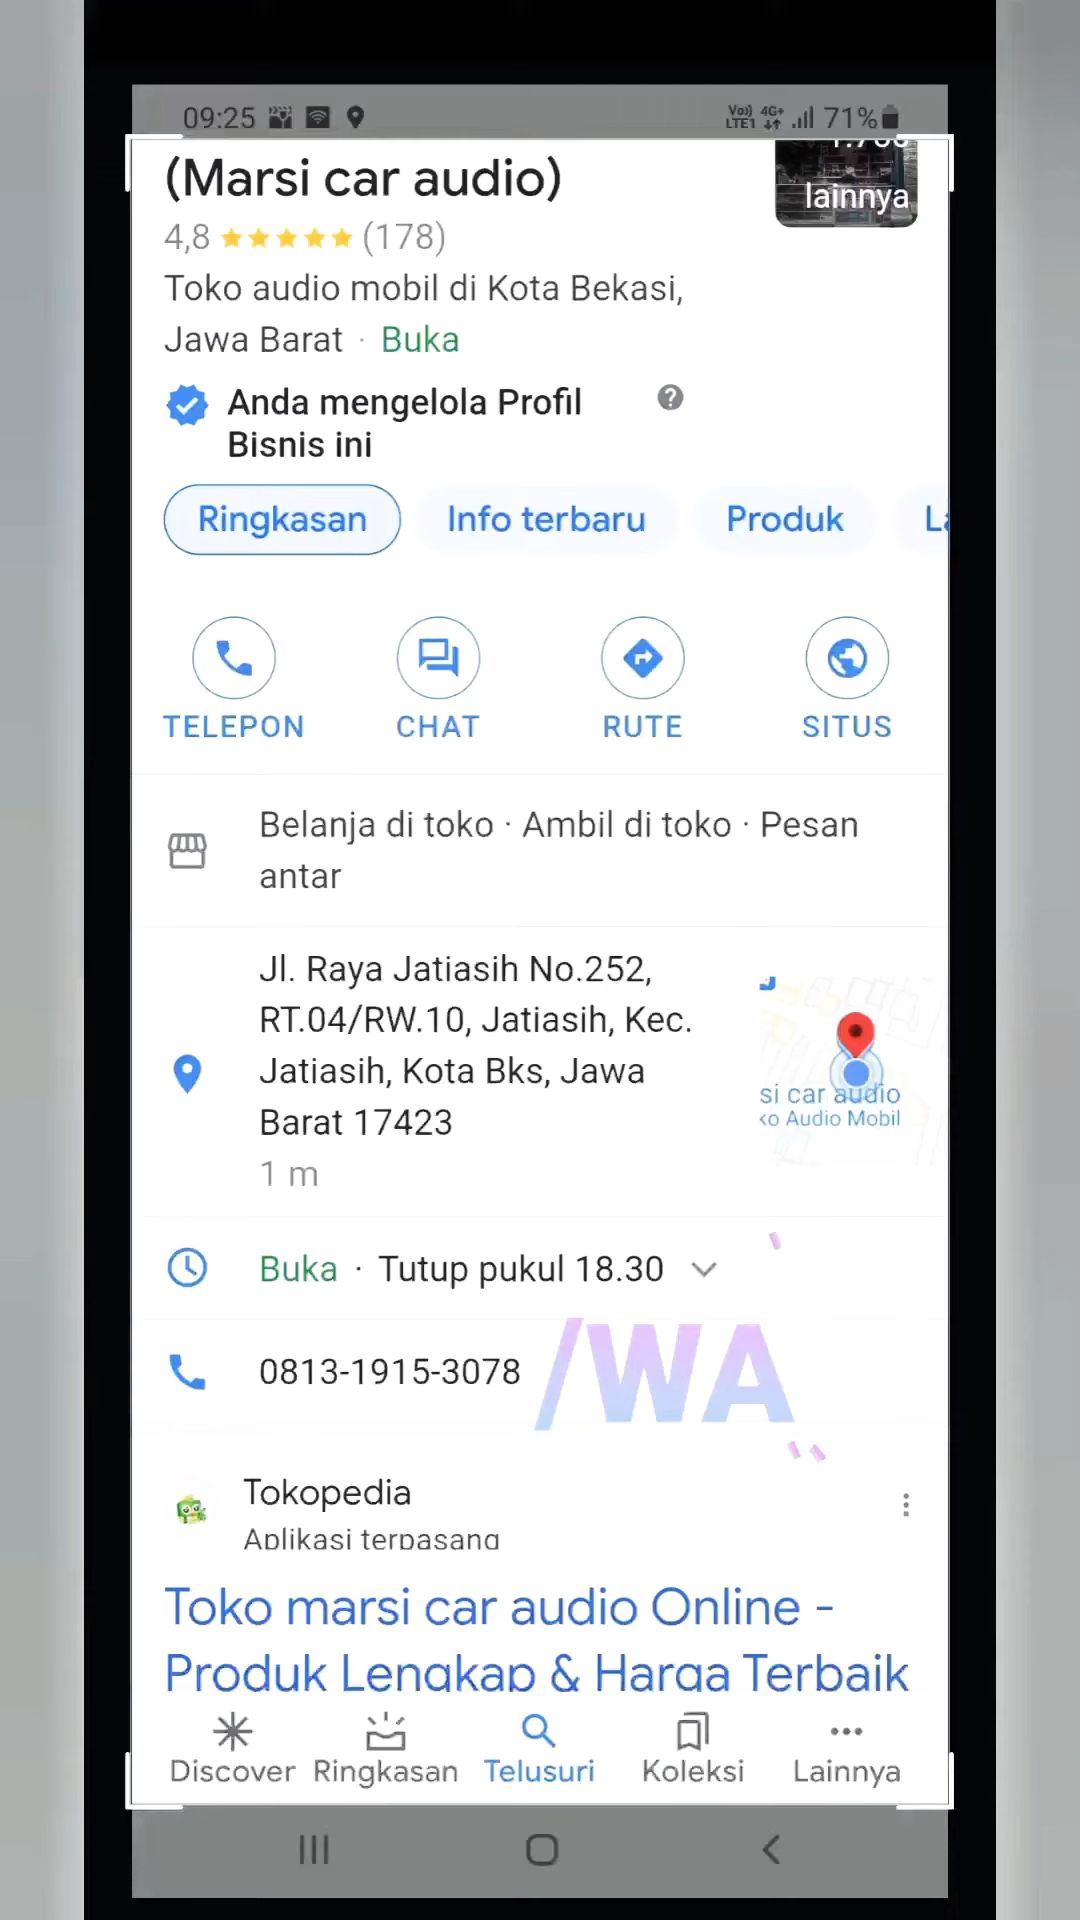 09:25
Vo)) LTE1 4G+ 71%
(Marsi car audio)
lainnya
4,8 (178)
Toko audio mobil di Kota Bekasi,
Jawa Barat · Buka
Anda mengelola Profil
Bisnis ini
Ringkasan Info terbaru Produk
TELEPON CHAT RUTE SITUS
Belanja di toko · Ambil di toko · Pesan
antar
Jl. Raya Jatiasih No.252,
RT.04/RW.10, Jatiasih, Kec.
Jatiasih, Kota Bks, Jawa
Barat 17423
1 m
si car audio
ko Audio Mobil
Buka · Tutup pukul 18.30
0813-1915-3078 /WA
Tokopedia
Aplikasi terpasang
Toko marsi car audio Online -
Produk Lengkap & Harga Terbaik
Discover Ringkasan Telusuri Koleksi Lainnya